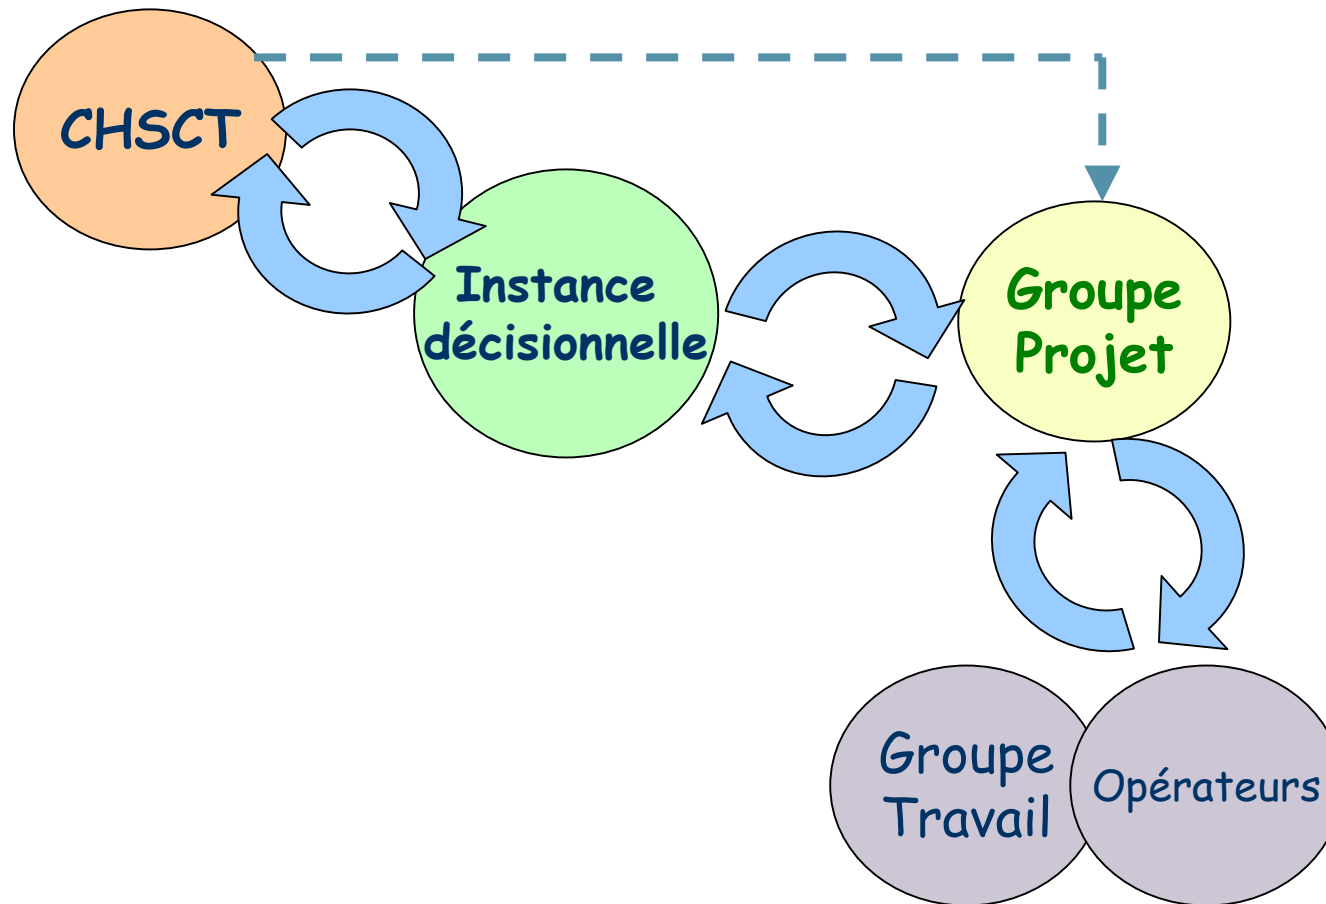 CHSCT
Instance
décisionnelle
Groupe
Projet
Groupe
Travail
Opérateurs